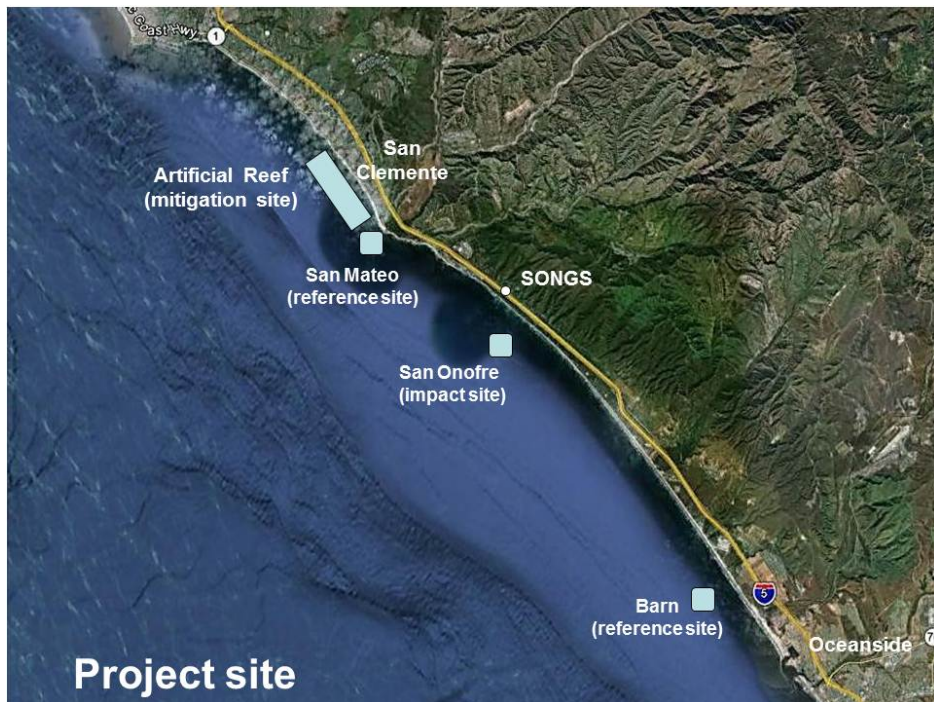 Coast Hwy
1
San
Clemente
Artificial Reef
(mitigation site)
San Mateo
(reference site)
SONGS
San Onofre
(impact site)
Barn
(reference site)
5
Oceanside
7
Project site